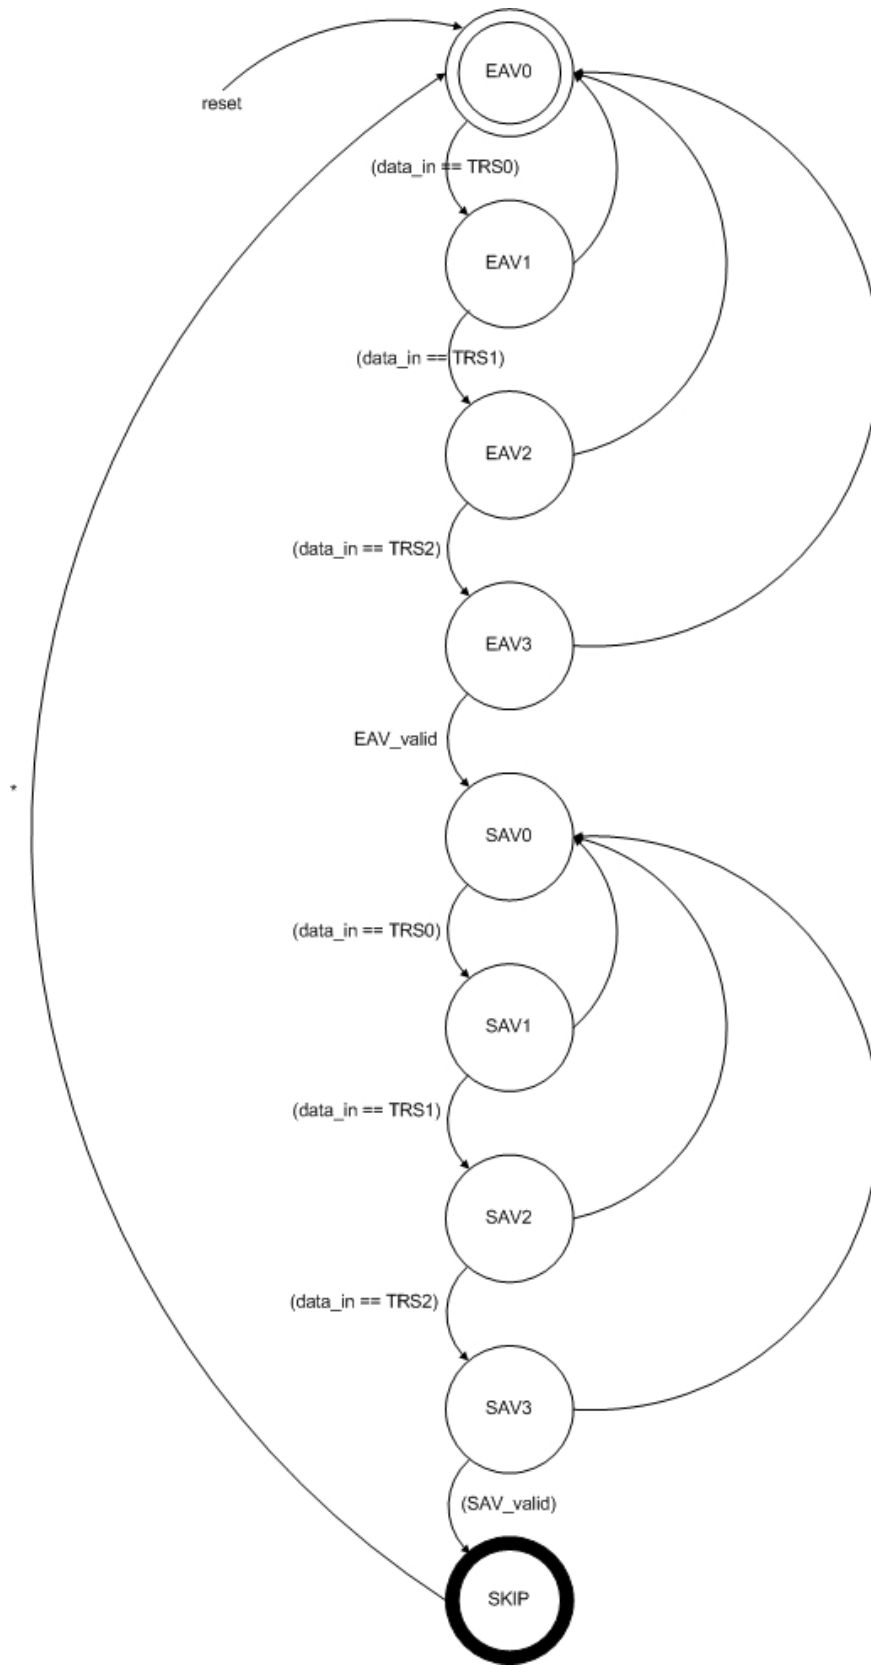 EAV0
reset
(data_in == TRS0)
EAV1
(data_in == TRS1)
EAV2
(data_in == TRS2)
EAV3
EAV_valid
*
SAV0
(data_in == TRS0)
SAV1
(data_in == TRS1)
SAV2
(data_in == TRS2)
SAV3
(SAV_valid)
SKIP